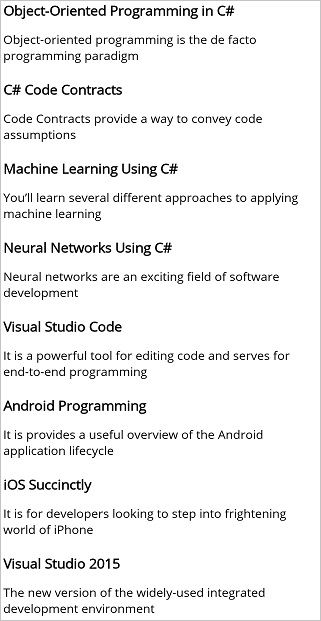 Object-Oriented Programming in C#
Object-oriented programming is the de facto
programming paradigm
C# Code Contracts
Code Contracts provide a way to convey code
assumptions
Machine Learning Using C#
You’ll learn several different approaches to applying
machine learning
Neural Networks Using C#
Neural networks are an exciting field of software
development
Visual Studio Code
It is a powerful tool for editing code and serves for
end-to-end programming
Android Programming
It is provides a useful overview of the Android
application lifecycle
iOS Succinctly
It is for developers looking to step into frightening
world of iPhone
Visual Studio 2015
The new version of the widely-used integrated
development environment